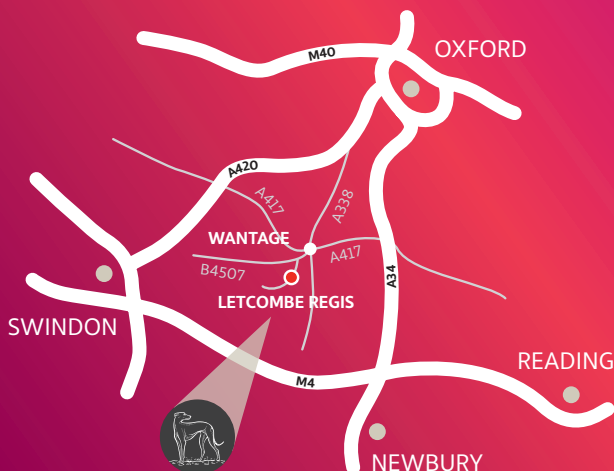 M40
OXFORD
A420
A417
A338
WANTAGE
A417
B4507
A34
LETCOMBE REGIS
SWINDON
READING
M4
NEWBURY